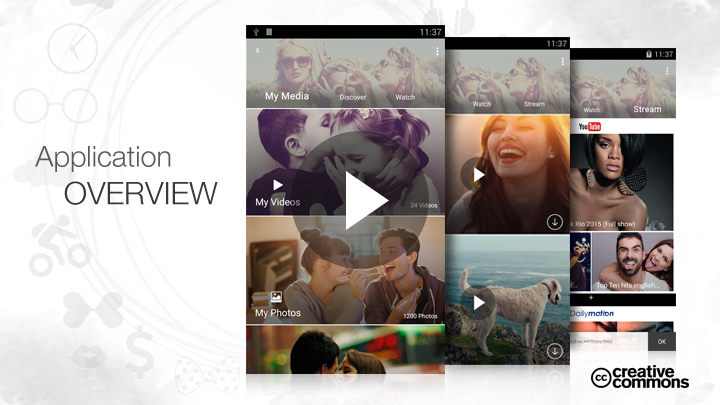 Application
OVERVIEW
11:37
My Media
Discover
Watch
My Videos
24 Videos
My Photos
1200 Photos
11:37
Watch
Stream
11:37
Watch
Stream
YouTube
k Rio 2015 (Full show)
Top Ten hits english...
Dailymotion
OK
cc creative
commons